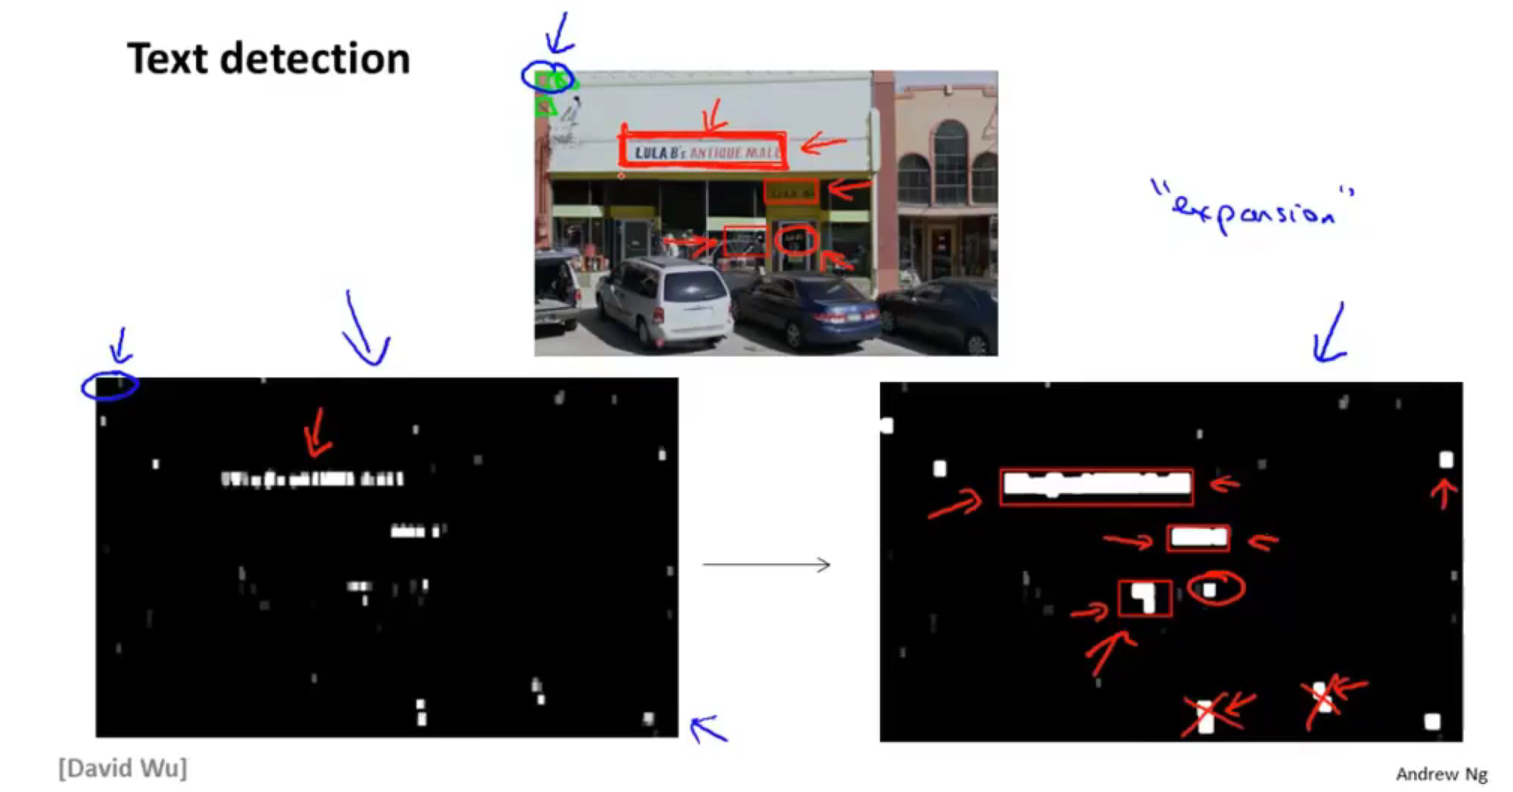 Text detection
LULA B's ANTIQUE MALL
"expansion"
[David Wu]
Andrew Ng